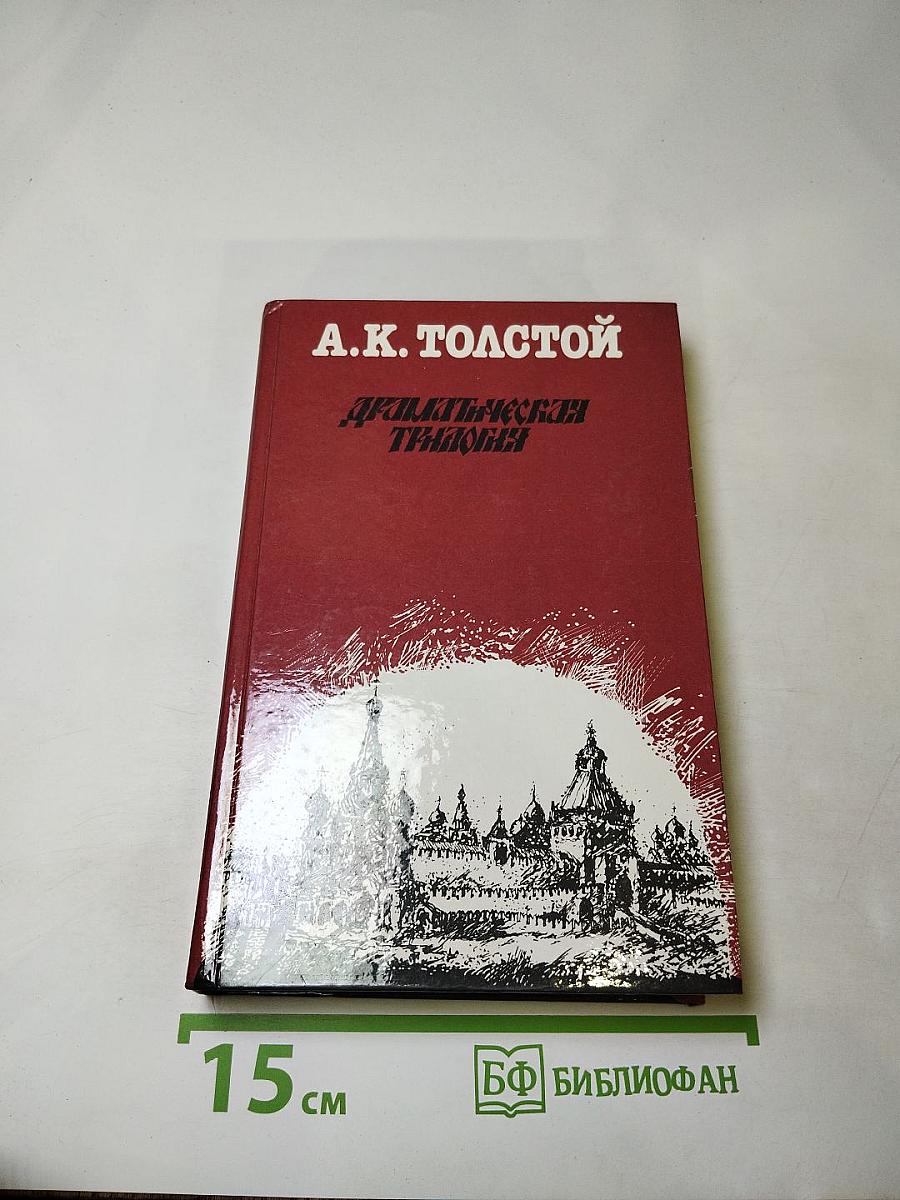 А.К. ТОЛСТОЙ
ДРАМАТИЧЕСКАЯ
ТРИЛОГИЯ
15 см
БФ БИБЛИОФАН